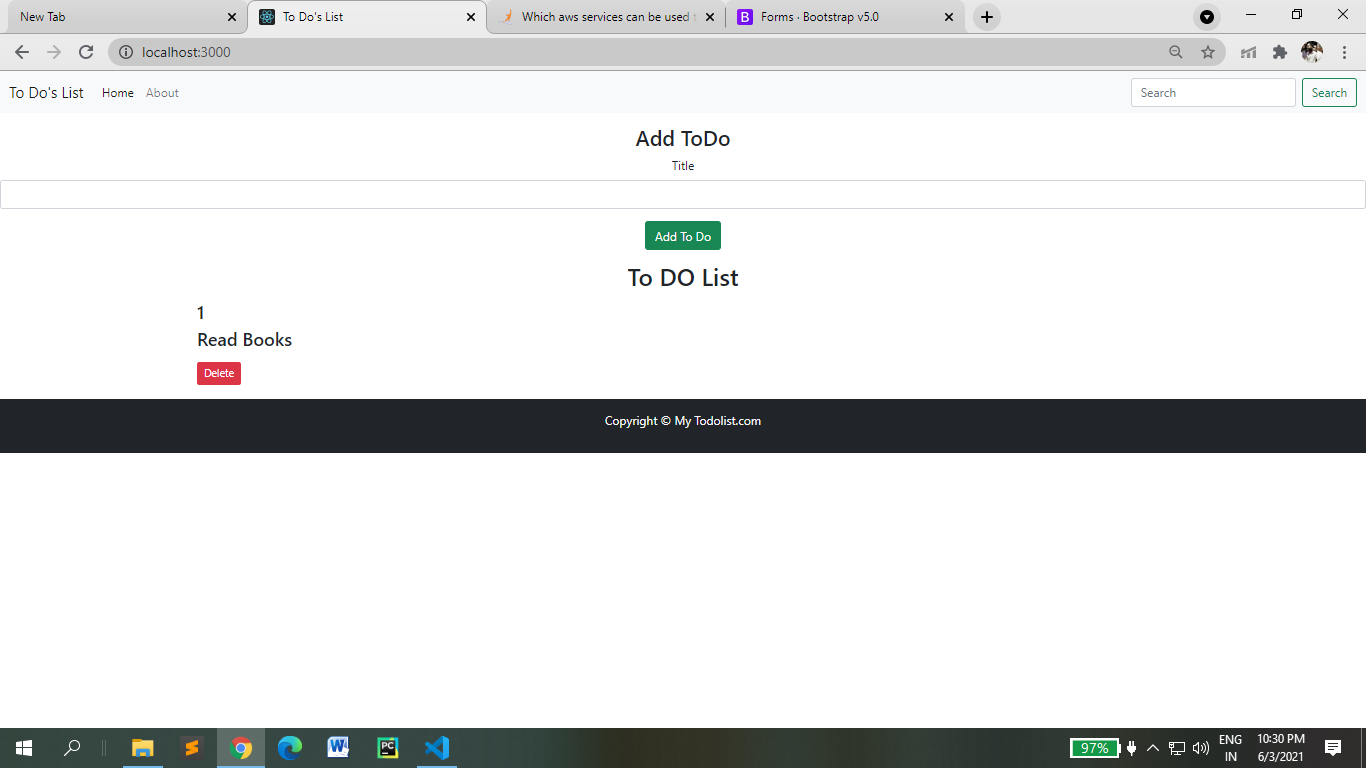 New Tab
To Do's List
Which aws services can be used
Forms · Bootstrap v5.0
localhost:3000
To Do's List
Home
About
Search
Search
Add ToDo
Title
Add To Do
To DO List
1
Read Books
Delete
Copyright © My Todolist.com
97%
ENG
IN
10:30 PM
6/3/2021